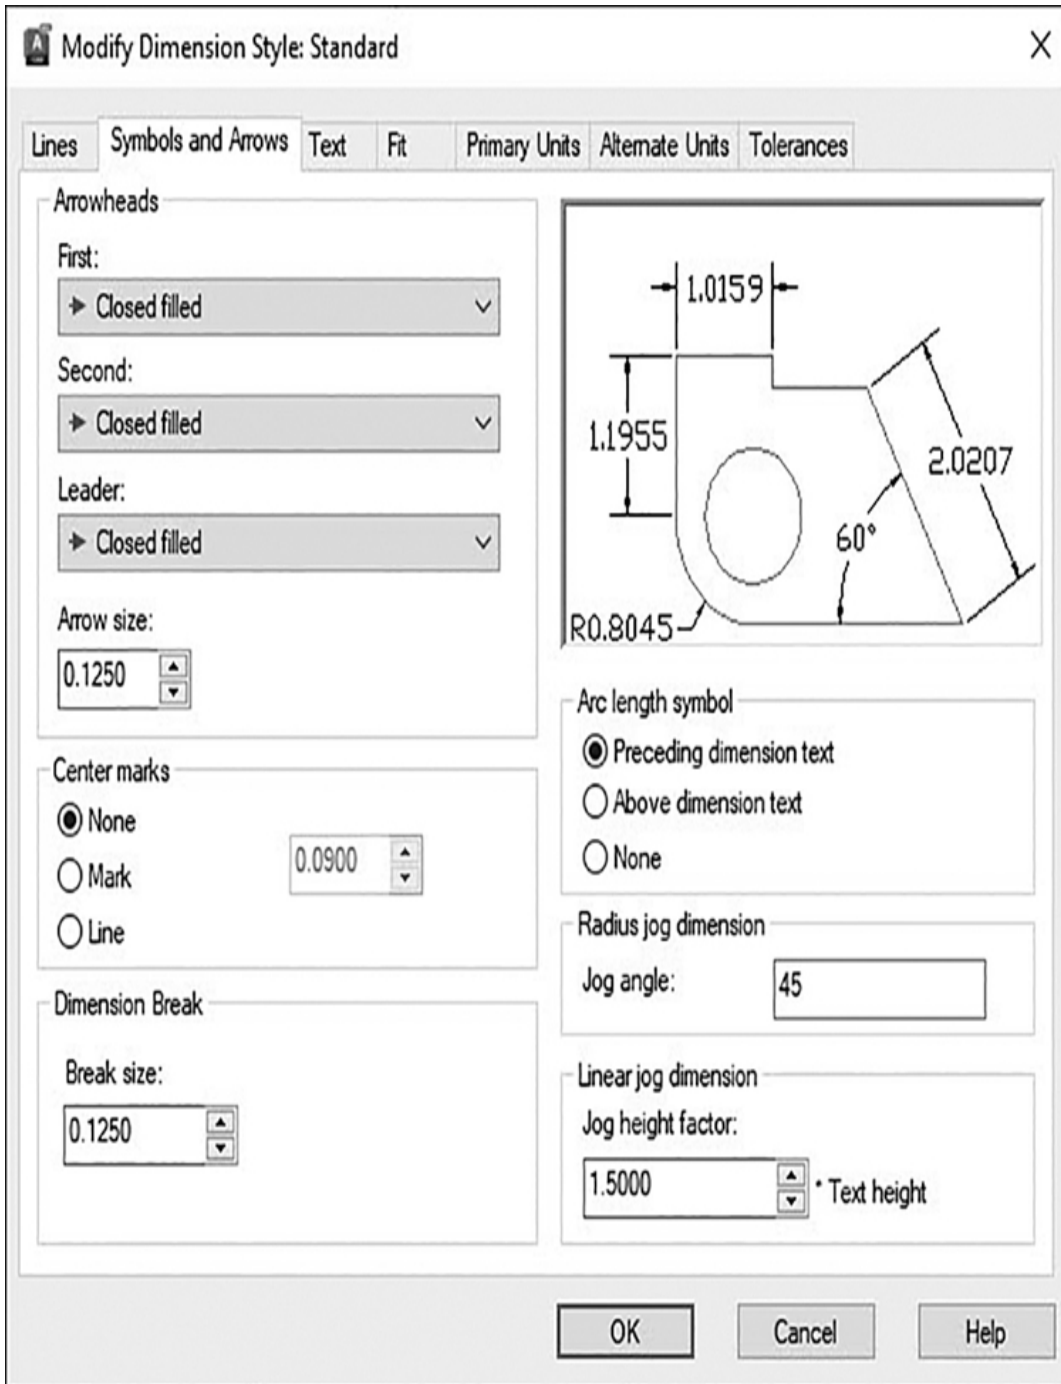 Modify Dimension Style: Standard
X
Lines
Symbols and Arrows
Text
Fit
Primary Units
Alternate Units
Tolerances
Arrowheads
First:
Closed filled
Second:
Closed filled
Leader:
Closed filled
Arrow size:
0.1250
Center marks
None
Mark
Line
0.0900
Dimension Break
Break size:
0.1250
1.0159
1.1955
2.0207
60°
R0.8045
Arc length symbol
Preceding dimension text
Above dimension text
None
Radius jog dimension
Jog angle:
45
Linear jog dimension
Jog height factor:
1.5000
* Text height
OK
Cancel
Help